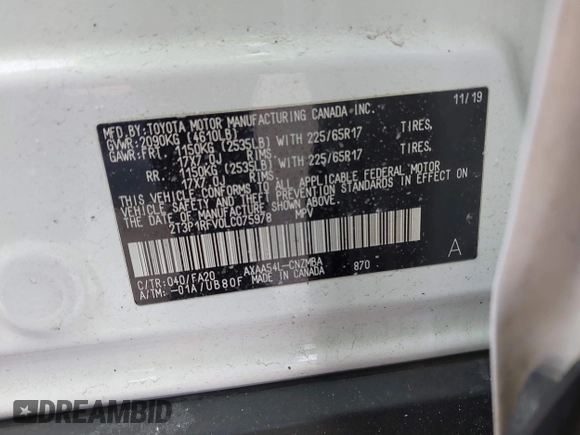 MFD.BY:TOYOTA MOTOR MANUFACTURING CANADA INC. 11/19
GVWR:2090KG (4610LB)
GAWR:FRT. 1150KG (2535LB) WITH 225/65R17 TIRES,
17X7.0J RIMS.
RR. 1150KG (2535LB) WITH 225/65R17 TIRES,
17X7.0J RIMS.
THIS VEHICLE CONFORMS TO ALL APPLICABLE FEDERAL MOTOR
VEHICLE SAFETY AND THEFT PREVENTION STANDARDS IN EFFECT ON
THE DATE OF MANUFACTURE SHOWN ABOVE.
2T3P1RFV0LC075978 MPV
A
C/TR:040/FA20 AXAA54L-CNZMBA 870
A/TM:-01A/UB80F MADE IN CANADA
DREAMBID